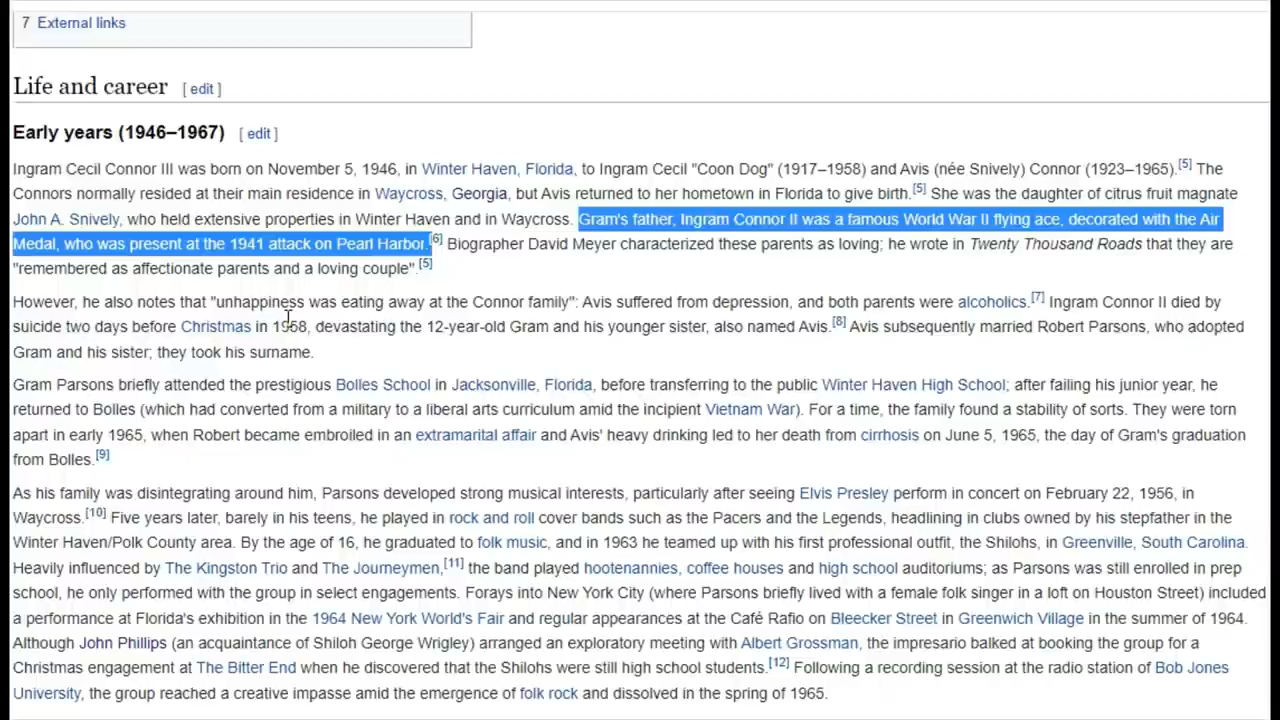 7 External links
Life and career [ edit ]
Early years (1946–1967) [ edit ]
Ingram Cecil Connor III was born on November 5, 1946, in Winter Haven, Florida, to Ingram Cecil "Coon Dog" (1917–1958) and Avis (née Snively) Connor (1923–1965).[5] The
Connors normally resided at their main residence in Waycross, Georgia, but Avis returned to her hometown in Florida to give birth.[5] She was the daughter of citrus fruit magnate
John A. Snively, who held extensive properties in Winter Haven and in Waycross. Gram's father, Ingram Connor II was a famous World War II flying ace, decorated with the Air
Medal, who was present at the 1941 attack on Pearl Harbor.[6] Biographer David Meyer characterized these parents as loving; he wrote in Twenty Thousand Roads that they are
"remembered as affectionate parents and a loving couple".[5]
However, he also notes that "unhappiness was eating away at the Connor family": Avis suffered from depression, and both parents were alcoholics.[7] Ingram Connor II died by
suicide two days before Christmas in 1958, devastating the 12-year-old Gram and his younger sister, also named Avis.[8] Avis subsequently married Robert Parsons, who adopted
Gram and his sister; they took his surname.
Gram Parsons briefly attended the prestigious Bolles School in Jacksonville, Florida, before transferring to the public Winter Haven High School; after failing his junior year, he
returned to Bolles (which had converted from a military to a liberal arts curriculum amid the incipient Vietnam War). For a time, the family found a stability of sorts. They were torn
apart in early 1965, when Robert became embroiled in an extramarital affair and Avis' heavy drinking led to her death from cirrhosis on June 5, 1965, the day of Gram's graduation
from Bolles.[9]
As his family was disintegrating around him, Parsons developed strong musical interests, particularly after seeing Elvis Presley perform in concert on February 22, 1956, in
Waycross.[10] Five years later, barely in his teens, he played in rock and roll cover bands such as the Pacers and the Legends, headlining in clubs owned by his stepfather in the
Winter Haven/Polk County area. By the age of 16, he graduated to folk music, and in 1963 he teamed up with his first professional outfit, the Shilohs, in Greenville, South Carolina.
Heavily influenced by The Kingston Trio and The Journeymen,[11] the band played hootenannies, coffee houses and high school auditoriums; as Parsons was still enrolled in prep
school, he only performed with the group in select engagements. Forays into New York City (where Parsons briefly lived with a female folk singer in a loft on Houston Street) included
a performance at Florida's exhibition in the 1964 New York World's Fair and regular appearances at the Café Rafio on Bleecker Street in Greenwich Village in the summer of 1964.
Although John Phillips (an acquaintance of Shiloh George Wrigley) arranged an exploratory meeting with Albert Grossman, the impresario balked at booking the group for a
Christmas engagement at The Bitter End when he discovered that the Shilohs were still high school students.[12] Following a recording session at the radio station of Bob Jones
University, the group reached a creative impasse amid the emergence of folk rock and dissolved in the spring of 1965.